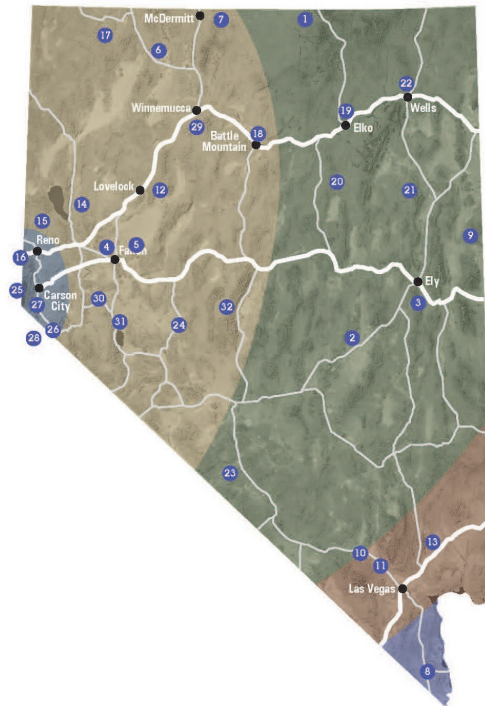 McDermitt
7
1
17
6
22
Wells
Winnemucca
29
Battle
Mountain
18
19
Elko
Lovelock
12
20
21
14
15
9
Reno
16
4
5
Fallon
25
27
Carson
City
Ely
3
30
32
31
24
26
28
2
23
13
10
11
Las Vegas
8